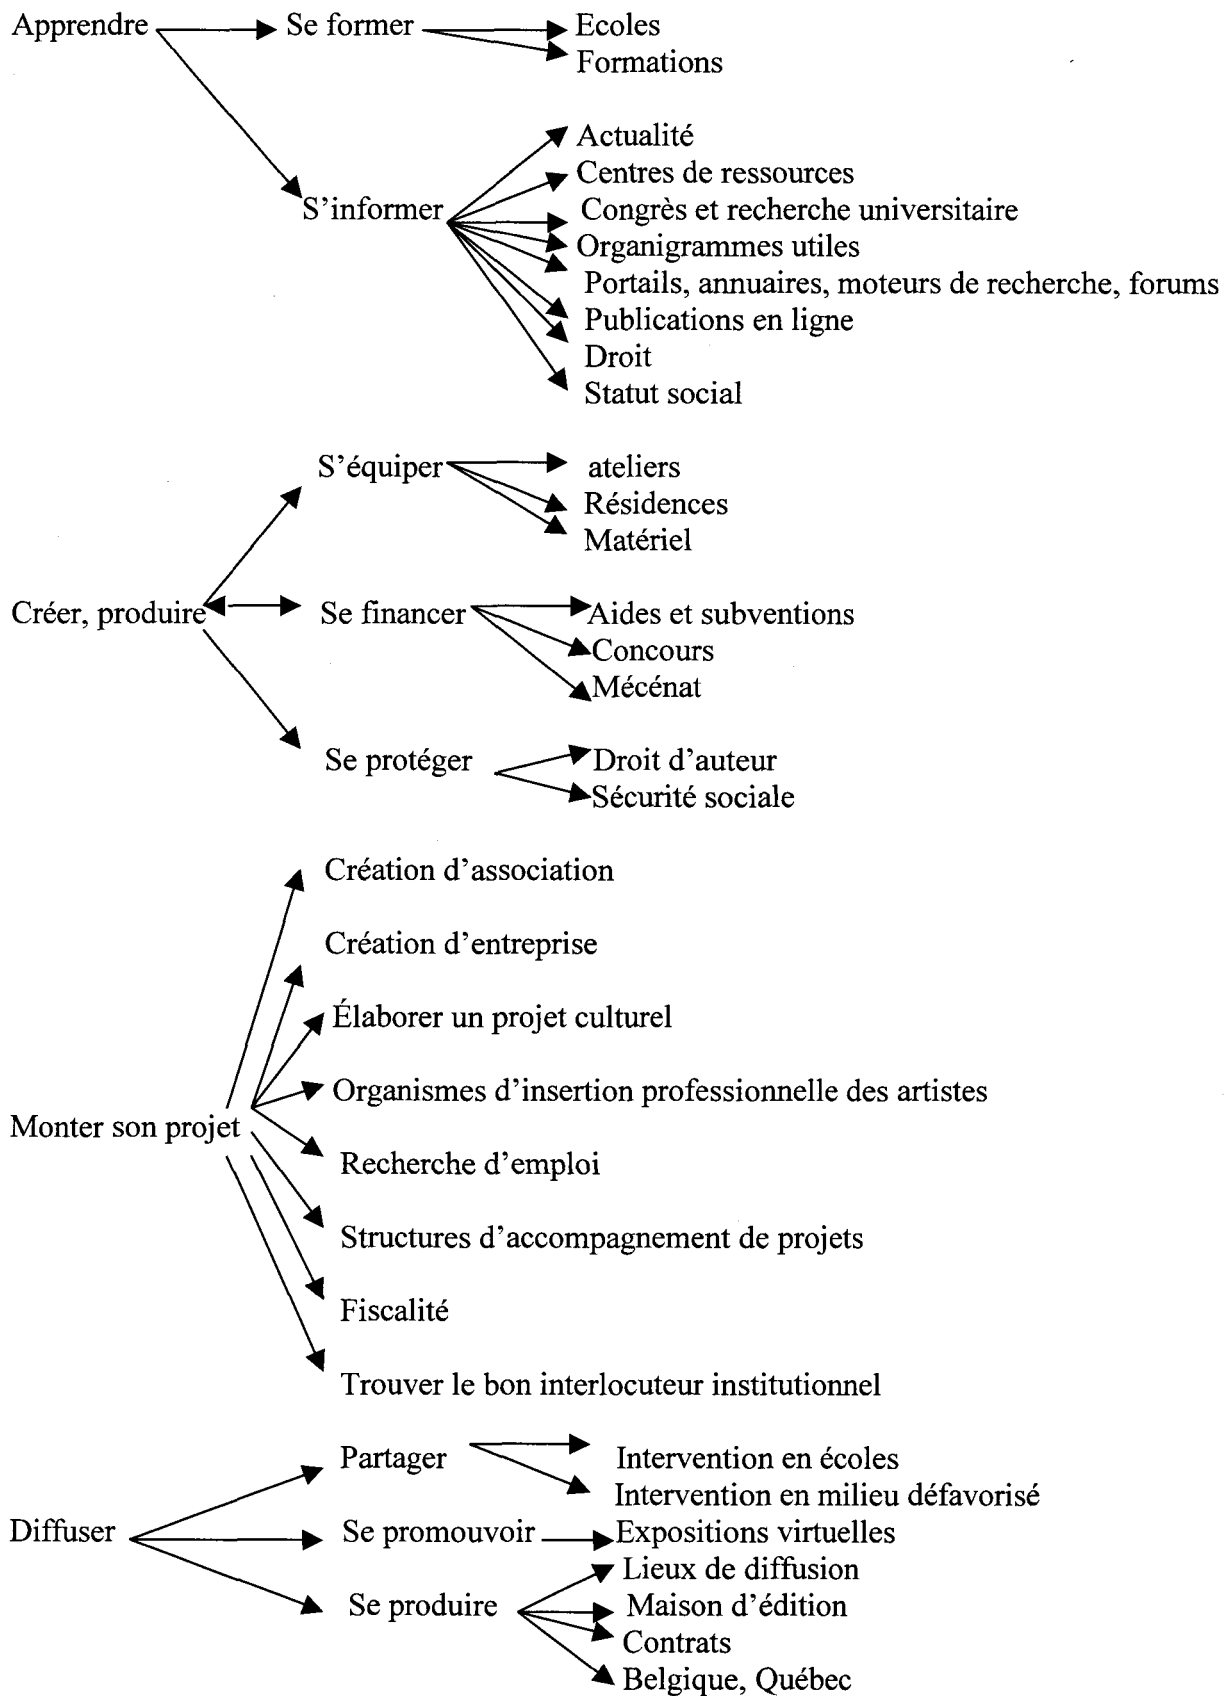 Apprendre Se former Ecoles
Formations
Actualité
Centres de ressources
S'informer Congrès et recherche universitaire
Organigrammes utiles
Portails, annuaires, moteurs de recherche, forums
Publications en ligne
Droit
Statut social
S'équiper ateliers
Résidences
Matériel
Créer, produire Se financer Aides et subventions
Concours
Mécénat
Se protéger Droit d'auteur
Sécurité sociale
Création d'association
Création d'entreprise
Élaborer un projet culturel
Organismes d'insertion professionnelle des artistes
Monter son projet
Recherche d'emploi
Structures d'accompagnement de projets
Fiscalité
Trouver le bon interlocuteur institutionnel
Partager Intervention en écoles
Intervention en milieu défavorisé
Diffuser Se promouvoir Expositions virtuelles
Lieux de diffusion
Se produire Maison d'édition
Contrats
Belgique, Québec